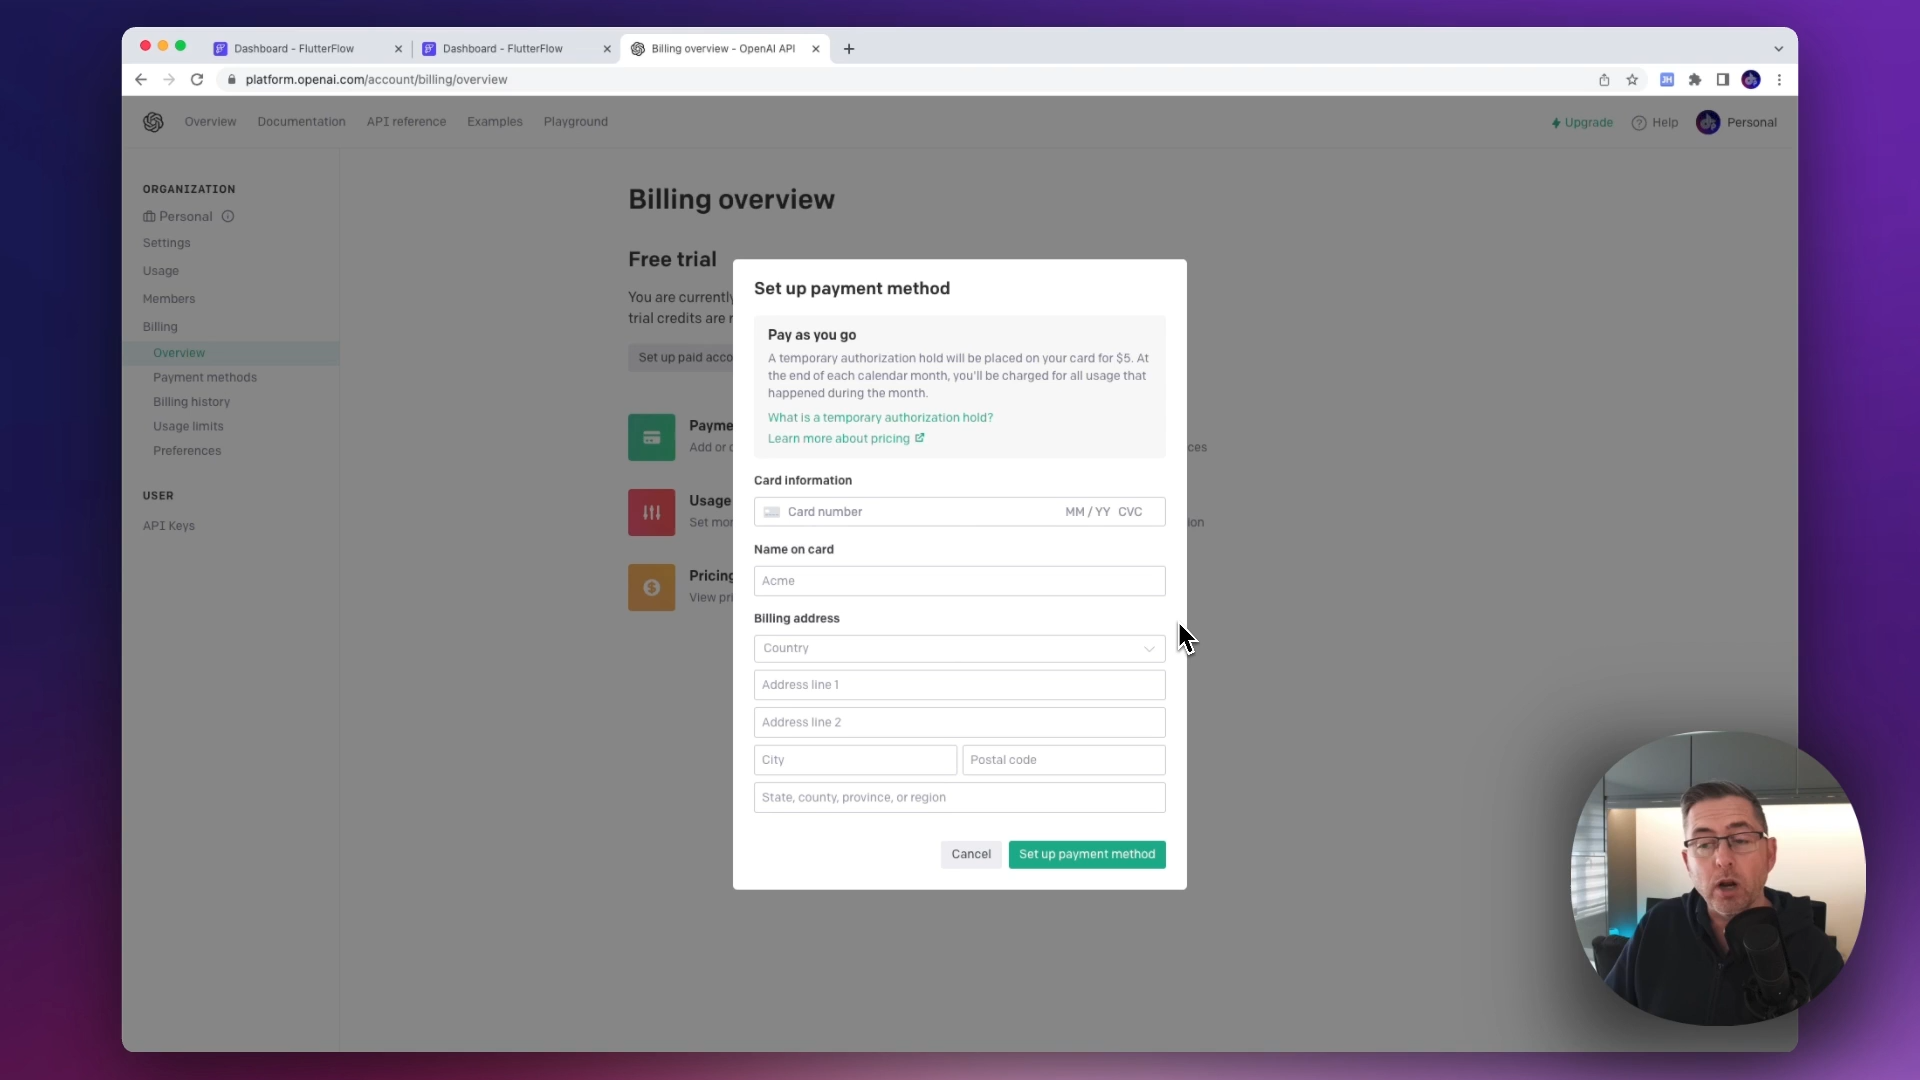 Dashboard - FlutterFlow
Dashboard - FlutterFlow
Billing overview - OpenAI API
platform.openai.com/account/billing/overview
JH
Overview
Documentation
API reference
Examples
Playground
Upgrade
Help
Personal
ORGANIZATION
Personal
Settings
Usage
Members
Billing
Overview
Payment methods
Billing history
Usage limits
Preferences
USER
API Keys
Billing overview
Free trial
You are currently
trial credits are
Set up paid acco
Payme
Add or
ces
Usage
Set mor
ion
Pricing
View pri
Set up payment method
Pay as you go
A temporary authorization hold will be placed on your card for $5. At
the end of each calendar month, you'll be charged for all usage that
happened during the month.
What is a temporary authorization hold?
Learn more about pricing
Card information
Card number MM / YY CVC
Name on card
Acme
Billing address
Country
Address line 1
Address line 2
City
Postal code
State, county, province, or region
Cancel
Set up payment method